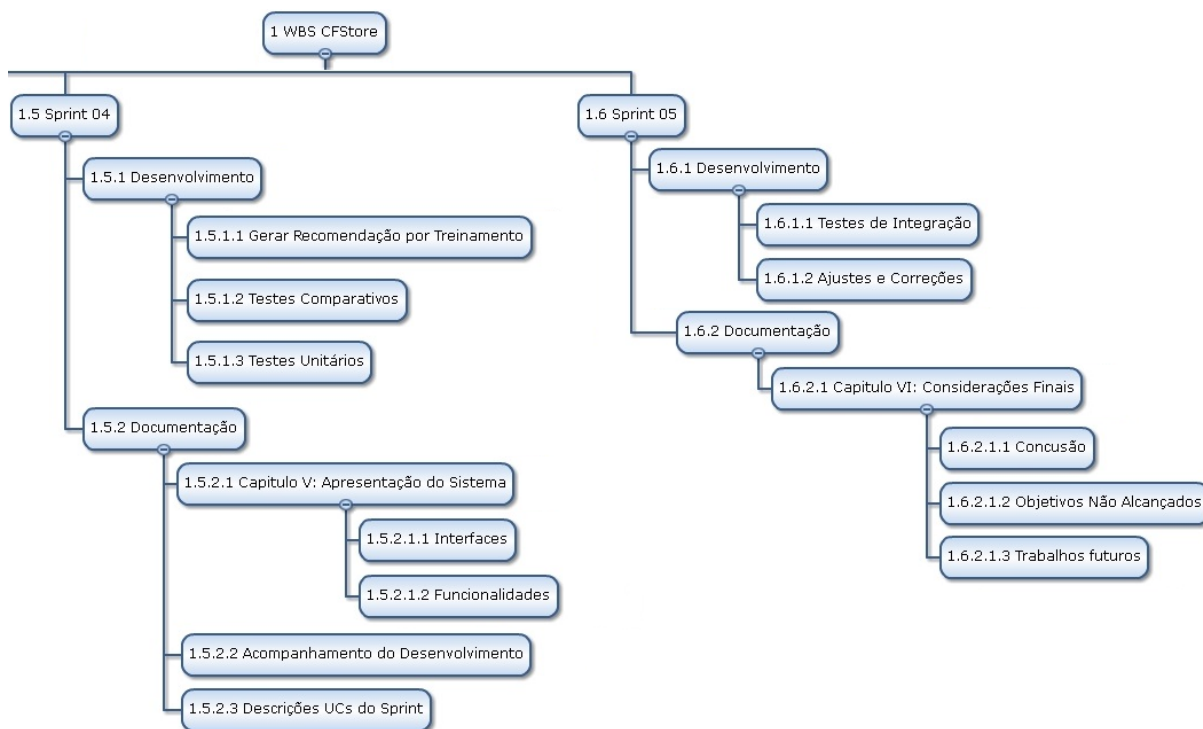 1 WBS CFStore
1.5 Sprint 04
1.5.1 Desenvolvimento
1.5.1.1 Gerar Recomendação por Treinamento
1.5.1.2 Testes Comparativos
1.5.1.3 Testes Unitários
1.5.2 Documentação
1.5.2.1 Capitulo V: Apresentação do Sistema
1.5.2.1.1 Interfaces
1.5.2.1.2 Funcionalidades
1.5.2.2 Acompanhamento do Desenvolvimento
1.5.2.3 Descrições UCs do Sprint
1.6 Sprint 05
1.6.1 Desenvolvimento
1.6.1.1 Testes de Integração
1.6.1.2 Ajustes e Correções
1.6.2 Documentação
1.6.2.1 Capitulo VI: Considerações Finais
1.6.2.1.1 Concusão
1.6.2.1.2 Objetivos Não Alcançados
1.6.2.1.3 Trabalhos futuros